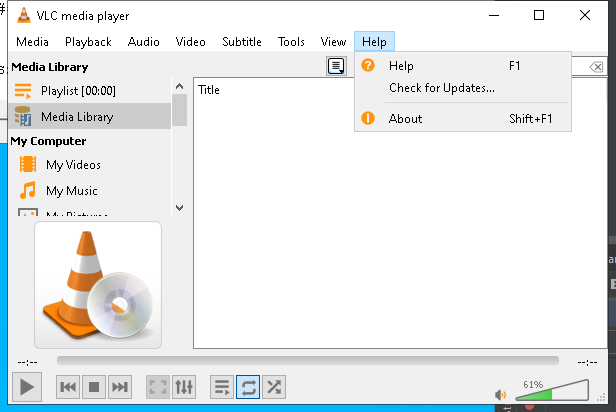 VLC media player
Media Playback Audio Video Subtitle Tools View Help
Media Library
Playlist [00:00]
Media Library
My Computer
My Videos
My Music
My Pictures
Title
Help F1
Check for Updates...
About Shift+F1
--:-- --:--
61%